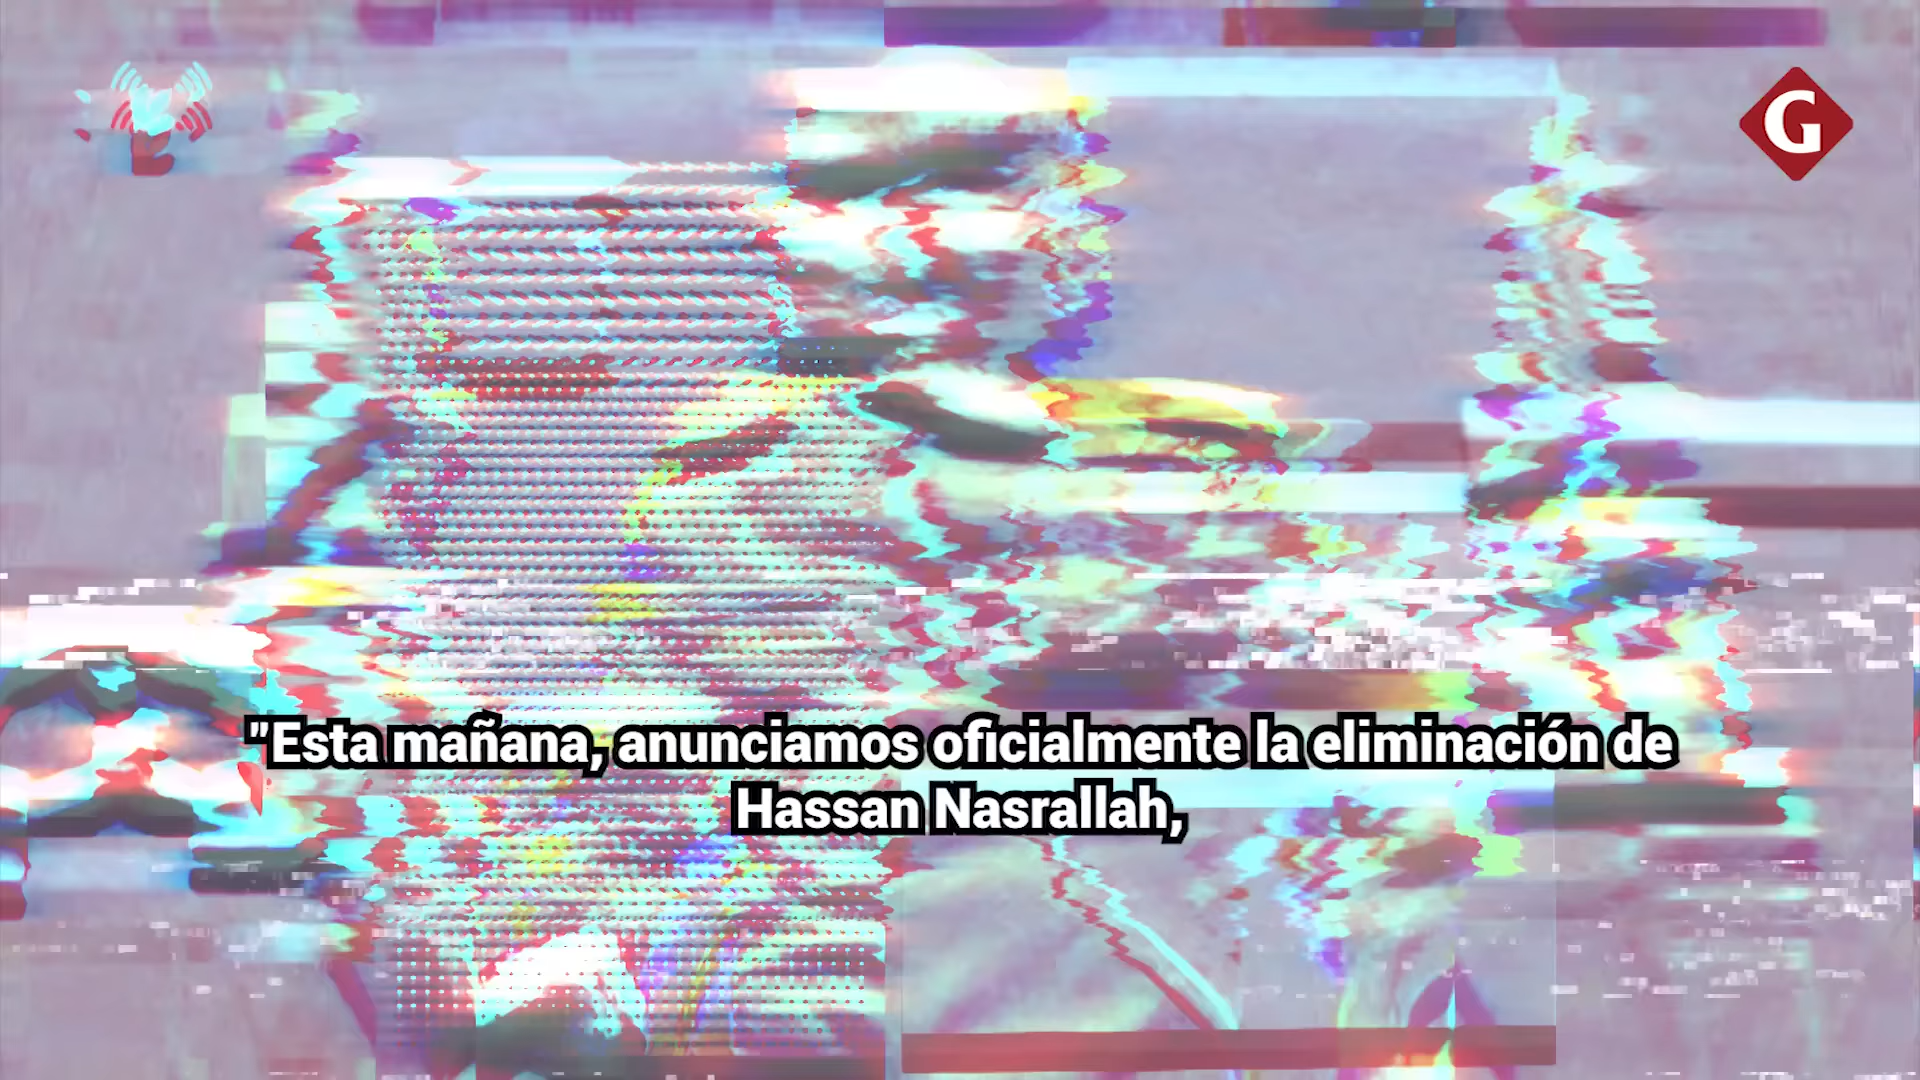 G
"Esta mañana, anunciamos oficialmente la eliminación de
Hassan Nasrallah,